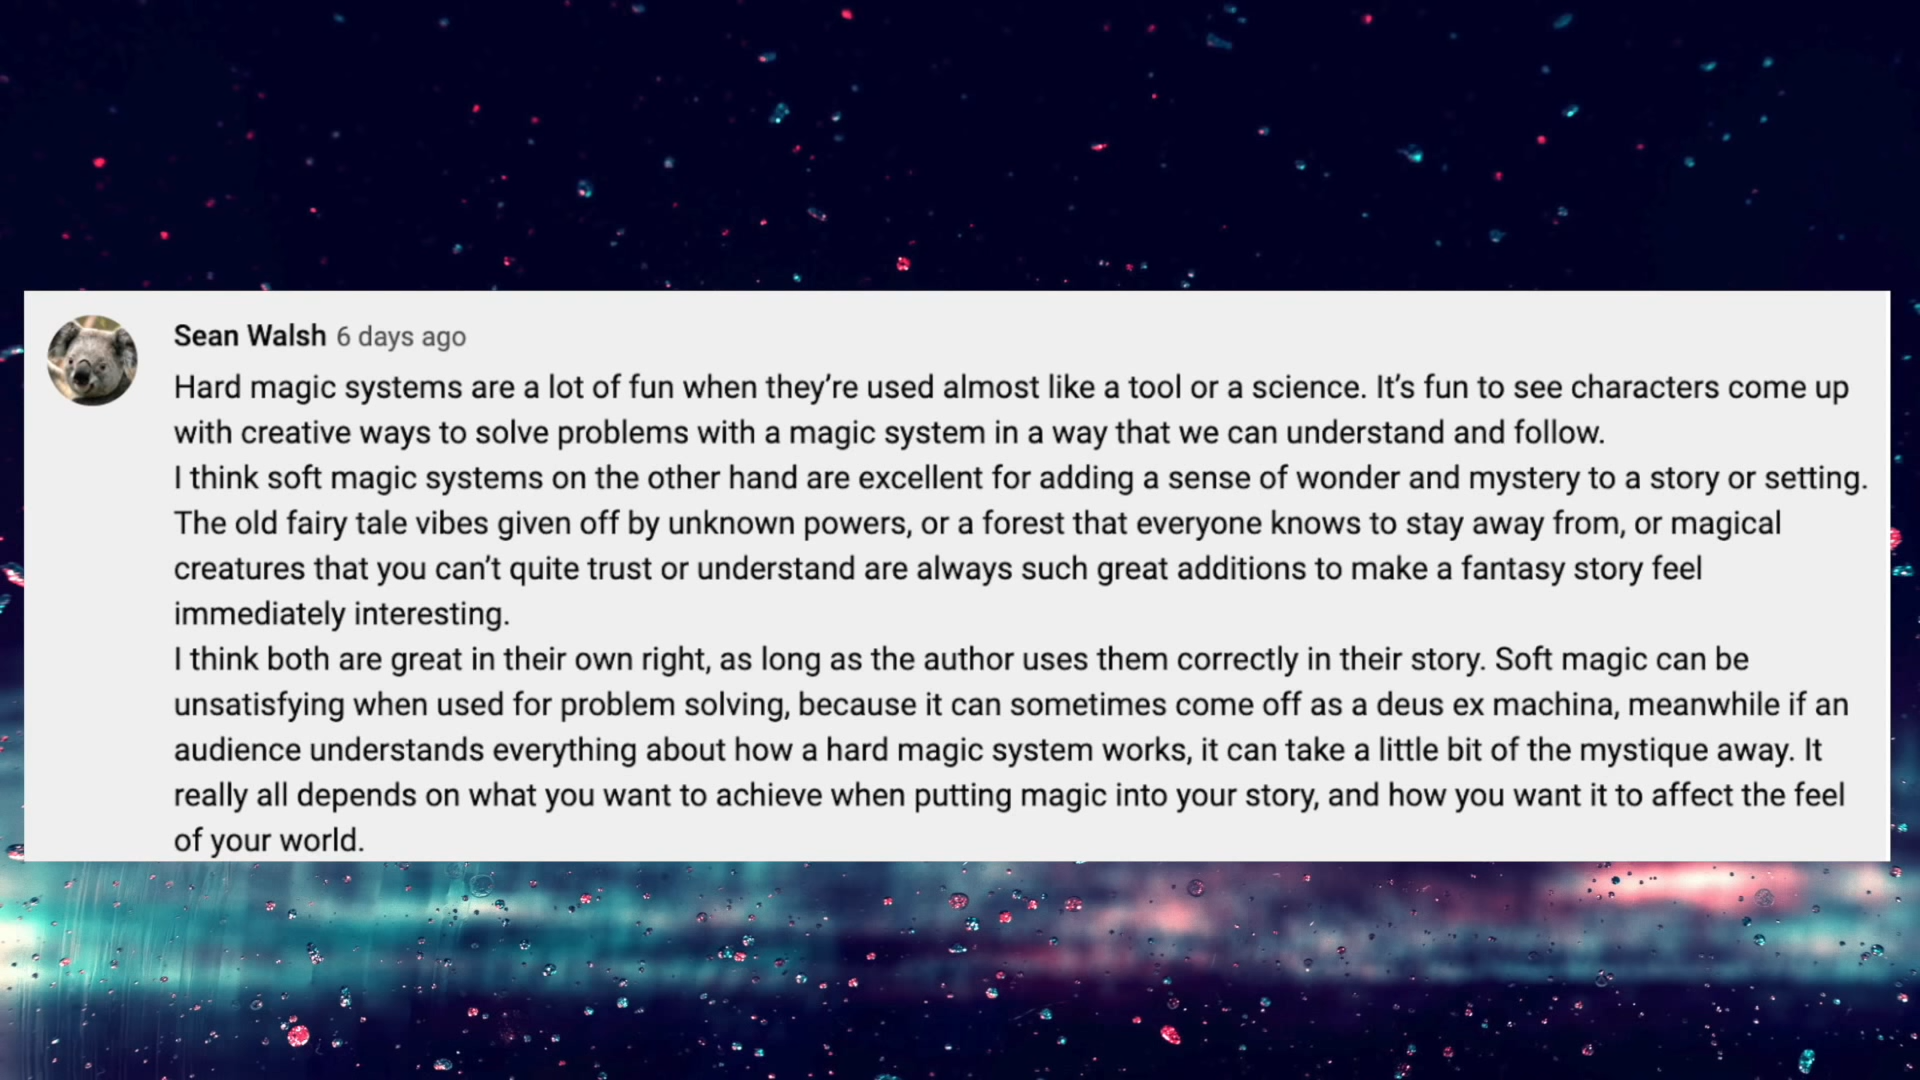 Sean Walsh 6 days ago
Hard magic systems are a lot of fun when they’re used almost like a tool or a science. It’s fun to see characters come up
with creative ways to solve problems with a magic system in a way that we can understand and follow.
I think soft magic systems on the other hand are excellent for adding a sense of wonder and mystery to a story or setting.
The old fairy tale vibes given off by unknown powers, or a forest that everyone knows to stay away from, or magical
creatures that you can’t quite trust or understand are always such great additions to make a fantasy story feel
immediately interesting.
I think both are great in their own right, as long as the author uses them correctly in their story. Soft magic can be
unsatisfying when used for problem solving, because it can sometimes come off as a deus ex machina, meanwhile if an
audience understands everything about how a hard magic system works, it can take a little bit of the mystique away. It
really all depends on what you want to achieve when putting magic into your story, and how you want it to affect the feel
of your world.